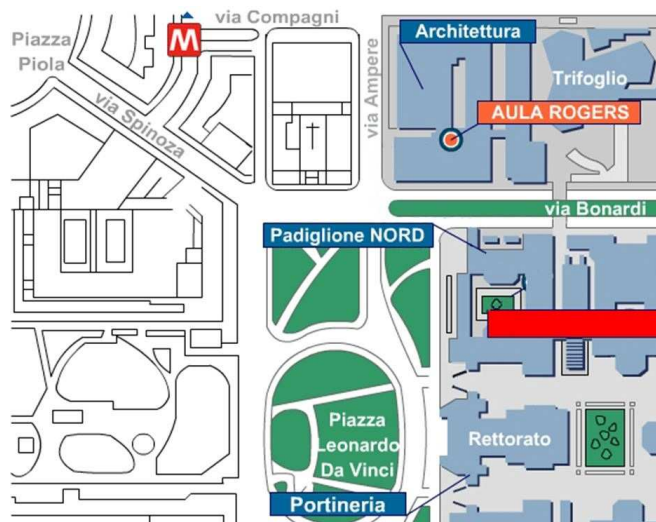 via Compagni
Piazza
Piola
M
via Spinoza
via Ampere
Architettura
Trifoglio
AULA ROGERS
via Bonardi
Padiglione NORD
Piazza
Leonardo
Da Vinci
Rettorato
Portineria